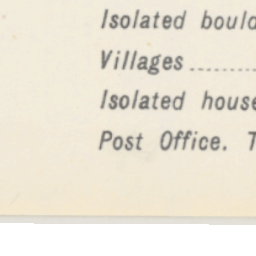 Isolated bould
Villages
Isolated house
Post Office. T